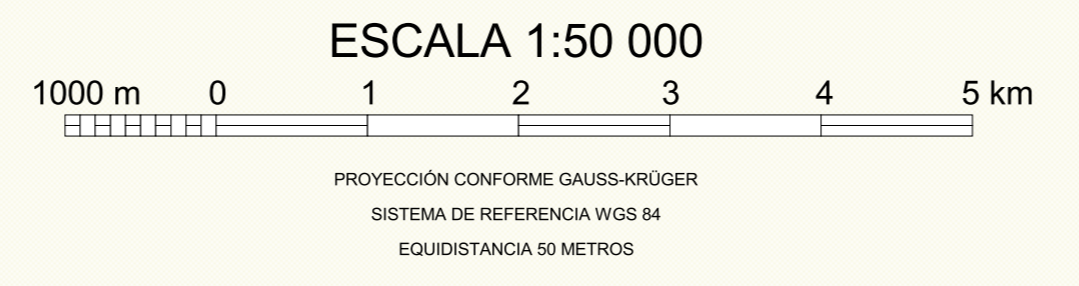 ESCALA 1:50 000
1000 m 0 1 2 3 4 5 km
PROYECCIÓN CONFORME GAUSS-KRÜGER
SISTEMA DE REFERENCIA WGS 84
EQUIDISTANCIA 50 METROS